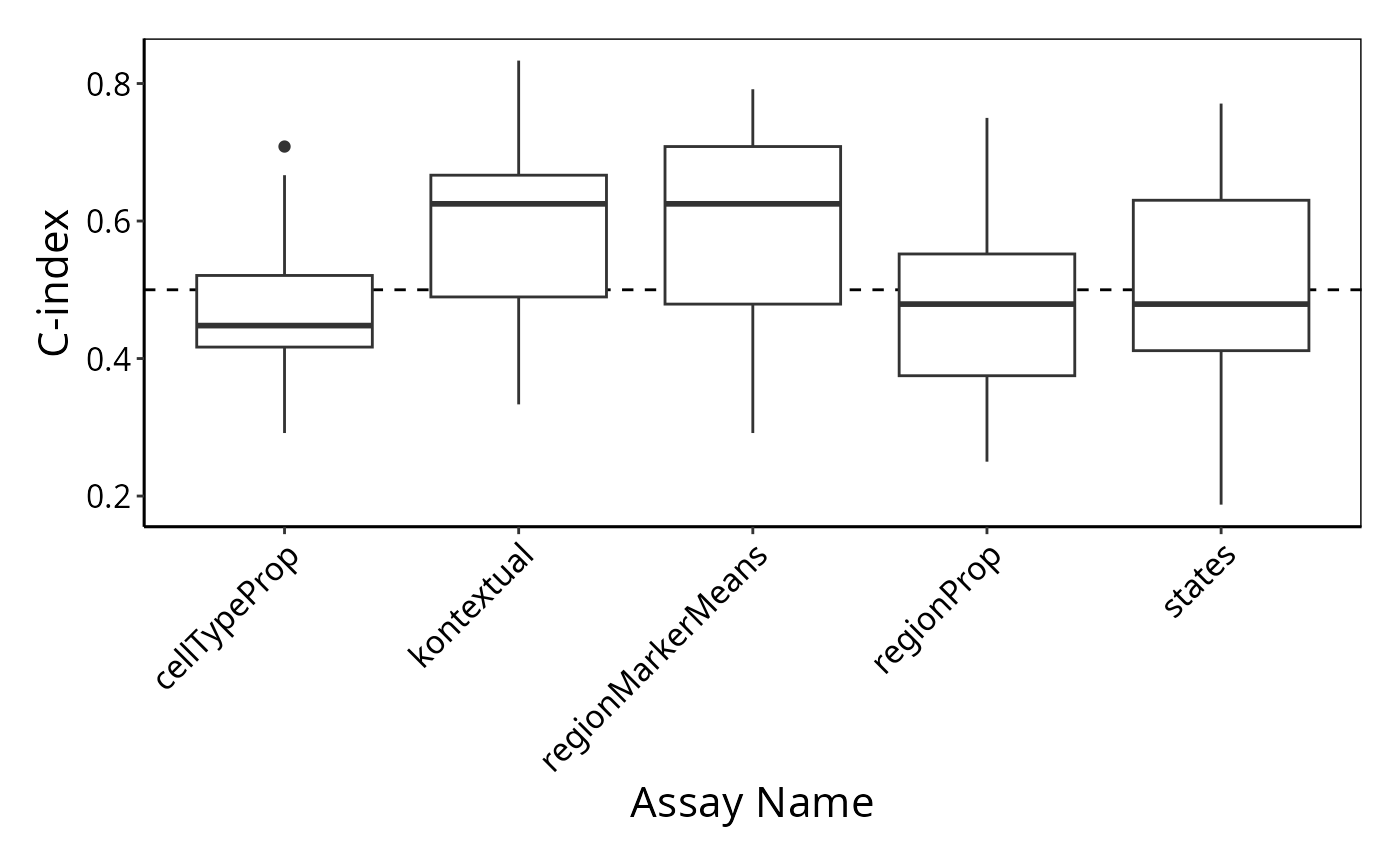 C-index
0.8
0.6
0.4
0.2
cellTypeProp
kontextual
regionMarkerMeans
regionProp
states
Assay Name